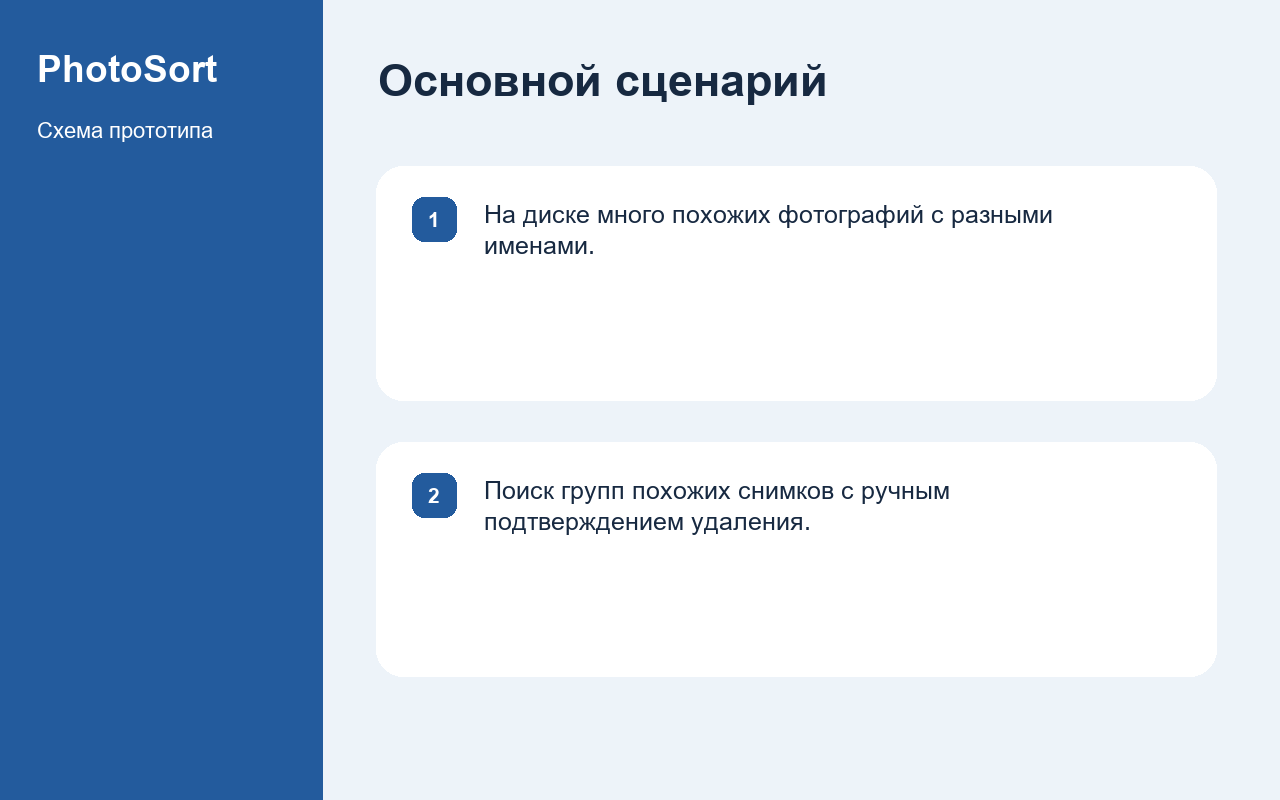 PhotoSort
Схема прототипа
Основной сценарий
1
На диске много похожих фотографий с разными
именами.
2
Поиск групп похожих снимков с ручным
подтверждением удаления.